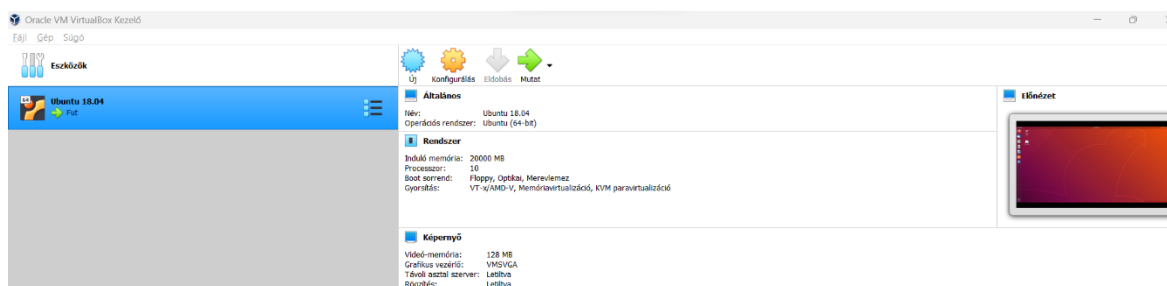 Oracle VM VirtualBox Kezelő
Fájl Gép Súgó
Eszközök
Új Konfigurálás Eldobás Mutat
Ubuntu 18.04
Fut
Általános
Név: Ubuntu 18.04
Operációs rendszer: Ubuntu (64-bit)
Előnézet
Rendszer
Induló memória: 20000 MB
Processzor: 10
Boot sorrend: Floppy, Optikai, Merevlemez
Gyorsítás: VT-x/AMD-V, Memóriavirtualizáció, KVM paravirtualizáció
Képernyő
Videó-memória: 128 MB
Grafikus vezérlő: VMSVGA
Távoli asztal szerver: Letiltva
Rögzítés: Letiltva